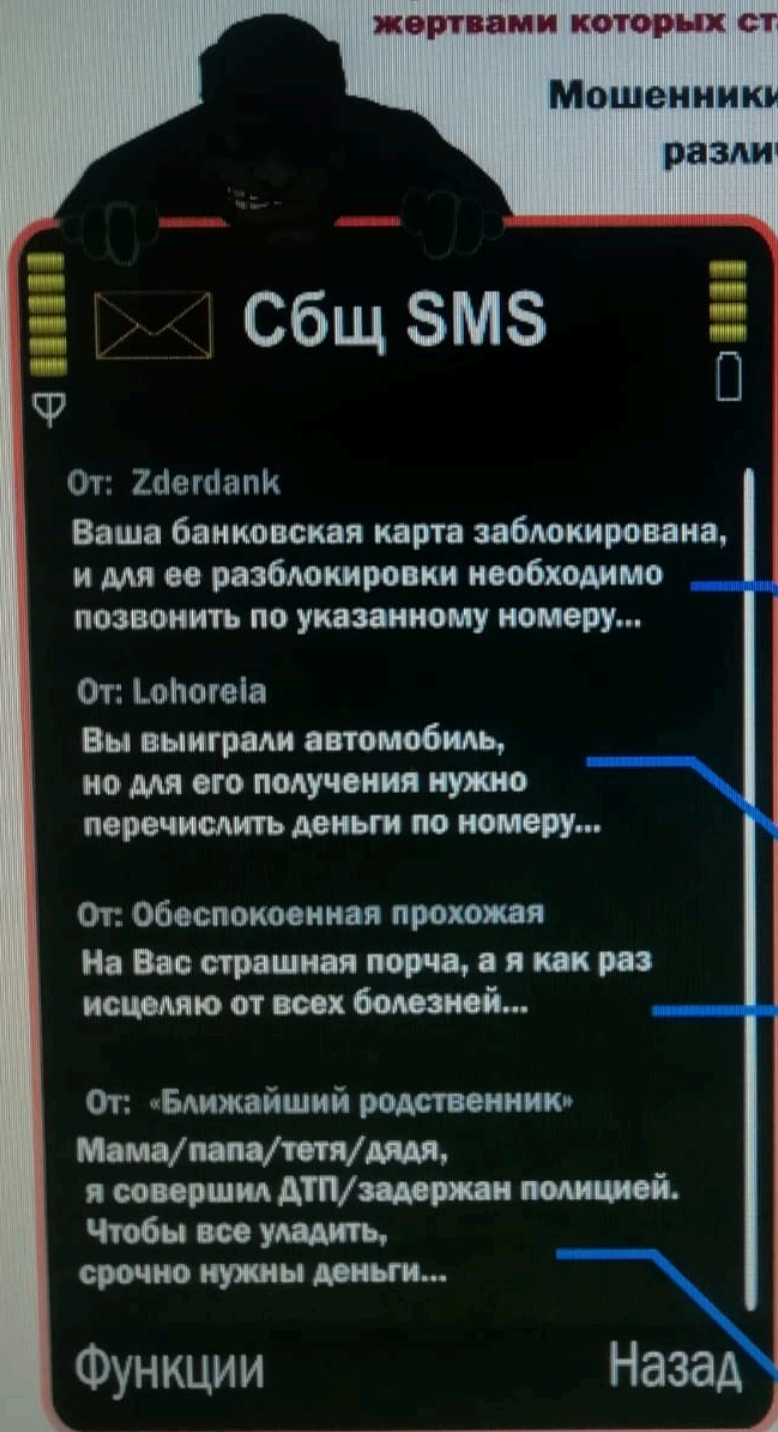 жертвами которых ст
Мошенники
разли
Сбщ SMS
От: Zderdank
Ваша банковская карта заблокирована,
и для ее разблокировки необходимо
позвонить по указанному номеру...
От: Lohoreia
Вы выиграли автомобиль,
но для его получения нужно
перечислить деньги по номеру...
От: Обеспокоенная прохожая
На Вас страшная порча, а я как раз
исцеляю от всех болезней...
От: «Ближайший родственник»
Мама/папа/тетя/дядя,
я совершил ДТП/задержан полицией.
Чтобы все уладить,
срочно нужны деньги...
Функции
Назад